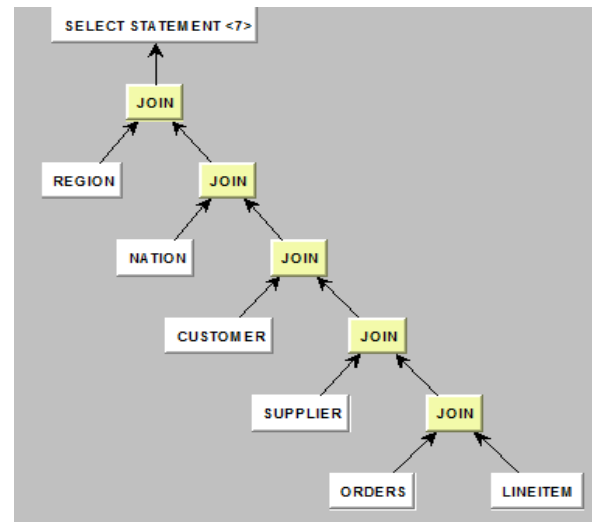 SELECT STATEMENT <7>
JOIN
REGION
JOIN
NATION
JOIN
CUSTOMER
JOIN
SUPPLIER
JOIN
ORDERS
LINEITEM